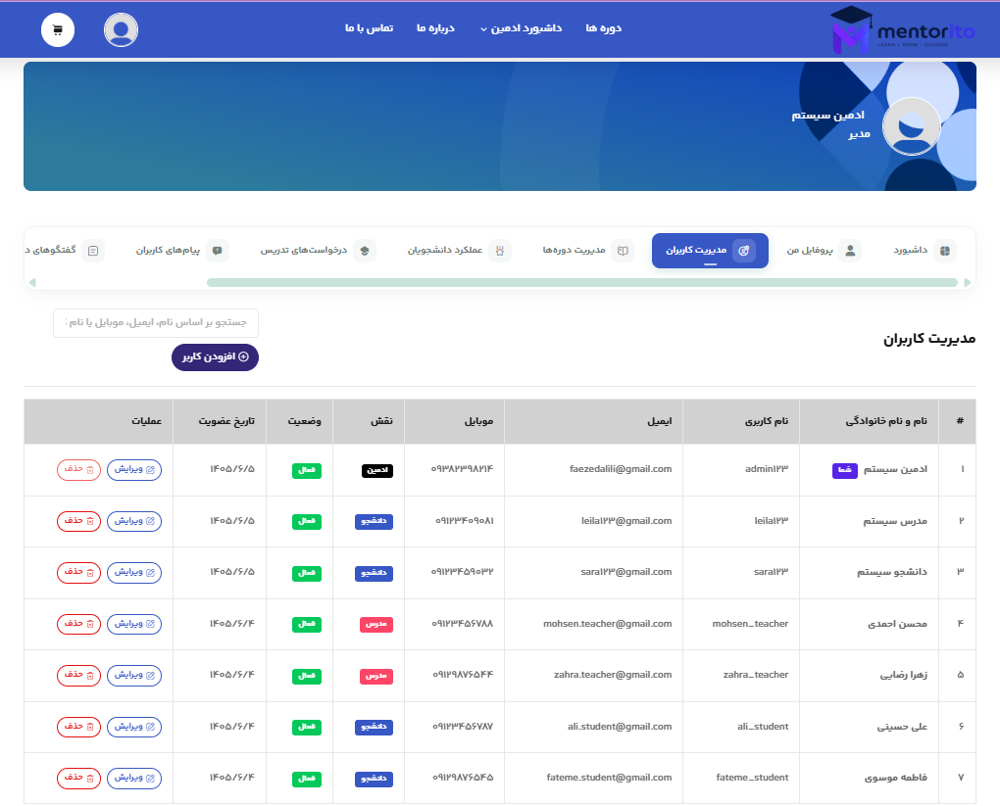 mentorito
LEARN • GROW • SUCCEED
دوره ها
داشبورد ادمین
درباره ما
تماس با ما
ادمین سیستم
مدیر
داشبورد
پروفایل من
مدیریت کاربران
مدیریت دوره‌ها
عملکرد دانشجویان
درخواست‌های تدریس
پیام‌های کاربران
گفتگوهای د
جستجو بر اساس نام، ایمیل، موبایل یا نام
مدیریت کاربران
افزودن کاربر
# نام و نام خانوادگی نام کاربری ایمیل موبایل نقش وضعیت تاریخ عضویت عملیات
۱ ادمین سیستم شما admin۱۲۳ faezedalili@gmail.com ۰۹۳۸۲۳۹۸۲۱۴ ادمین فعال ۱۴۰۵/۶/۵ ویرایش حذف
۲ مدرس سیستم leila۱۲۳ leila۱۲۳@gmail.com ۰۹۱۲۳۴۰۹۰۸۱ دانشجو فعال ۱۴۰۵/۶/۵ ویرایش حذف
۳ دانشجو سیستم sara۱۲۳ sara۱۲۳@gmail.com ۰۹۱۲۳۴۵۹۰۳۲ دانشجو فعال ۱۴۰۵/۶/۵ ویرایش حذف
۴ محسن احمدی mohsen_teacher mohsen.teacher@gmail.com ۰۹۱۲۳۴۵۶۷۸۸ مدرس فعال ۱۴۰۵/۶/۴ ویرایش حذف
۵ زهرا رضایی zahra_teacher zahra.teacher@gmail.com ۰۹۱۲۹۸۷۶۵۴۴ مدرس فعال ۱۴۰۵/۶/۴ ویرایش حذف
۶ علی حسینی ali_student ali.student@gmail.com ۰۹۱۲۳۴۵۶۷۸۷ دانشجو فعال ۱۴۰۵/۶/۴ ویرایش حذف
۷ فاطمه موسوی fateme_student fateme.student@gmail.com ۰۹۱۲۹۸۷۶۵۴۵ دانشجو فعال ۱۴۰۵/۶/۴ ویرایش حذف